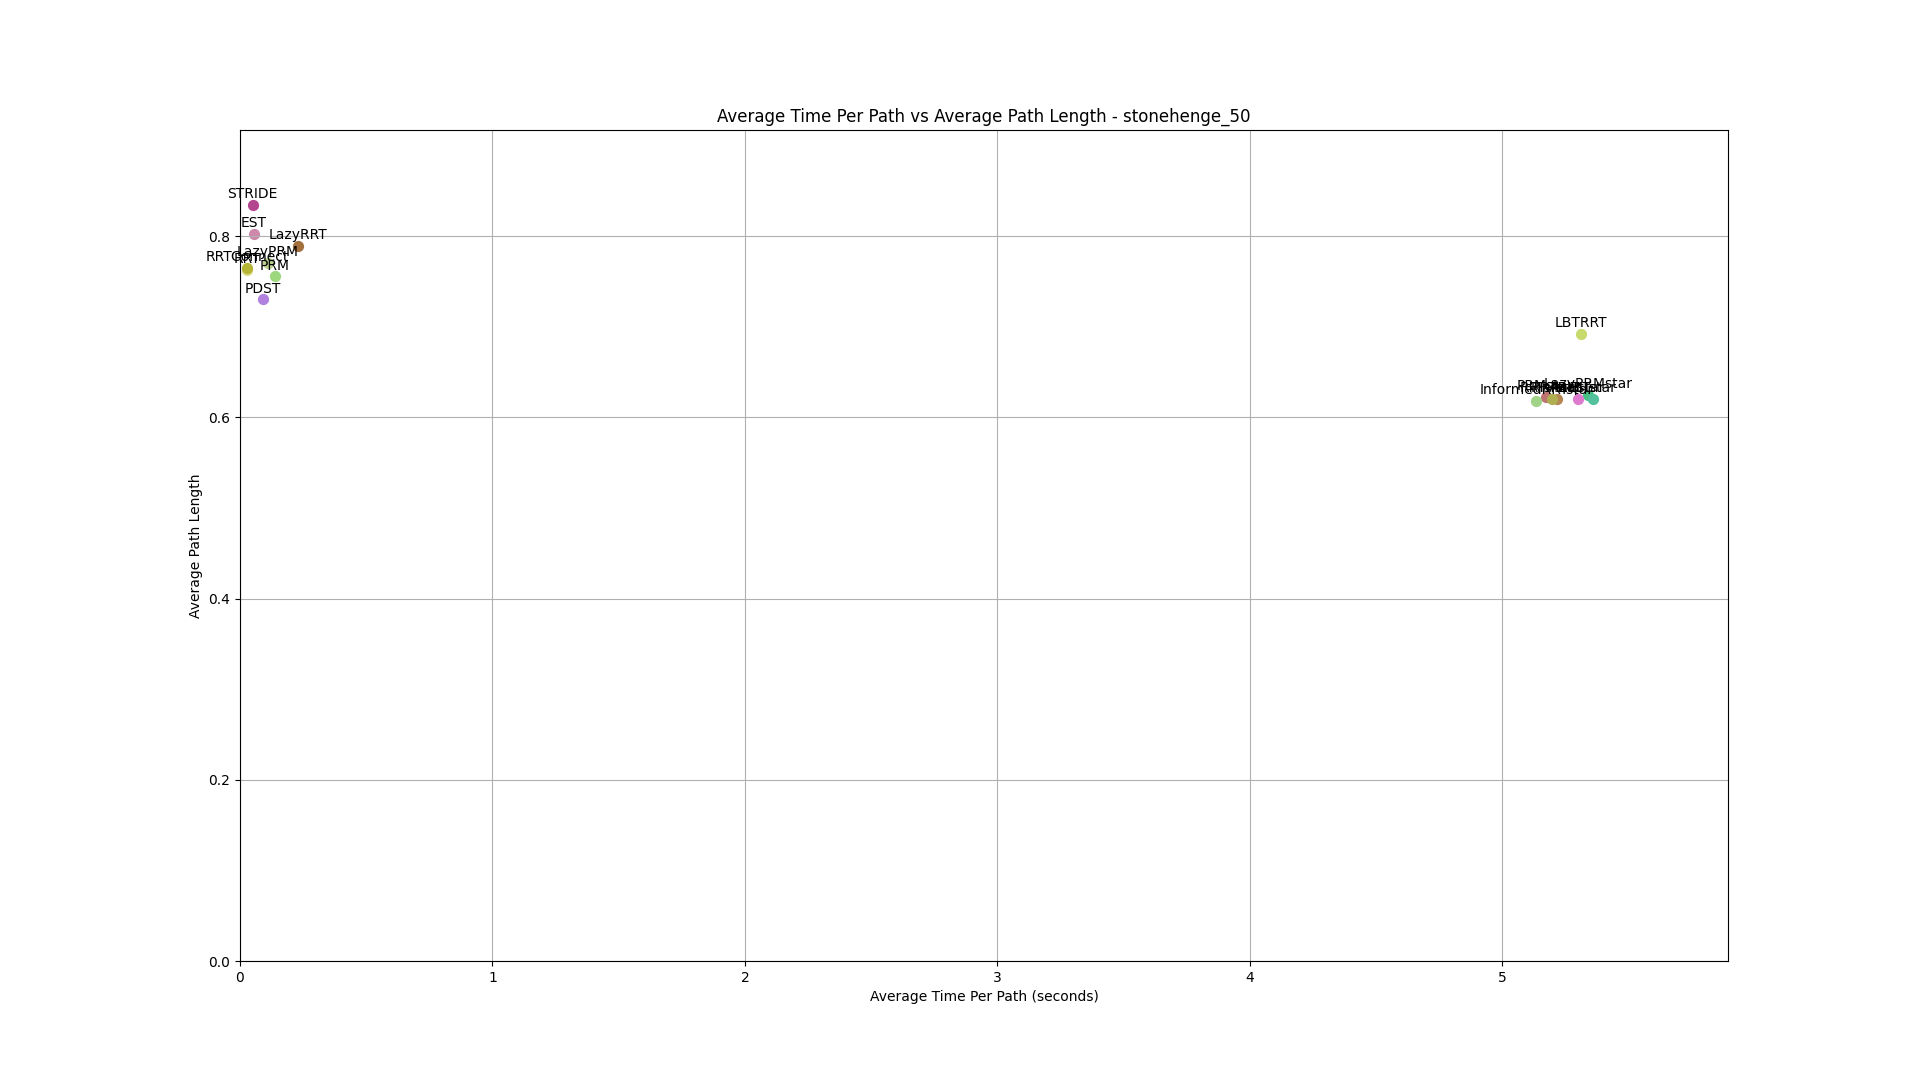 Average Time Per Path vs Average Path Length - stonehenge_50
STRIDE
EST
LazyRRT
LazyPRM
RRTConnect
RRT
PRM
PDST
LBTRRT
LazyPRMstar
InformedRRTstar
0.8
0.6
0.4
0.2
0.0
Average Path Length
0
1
2
3
4
5
Average Time Per Path (seconds)